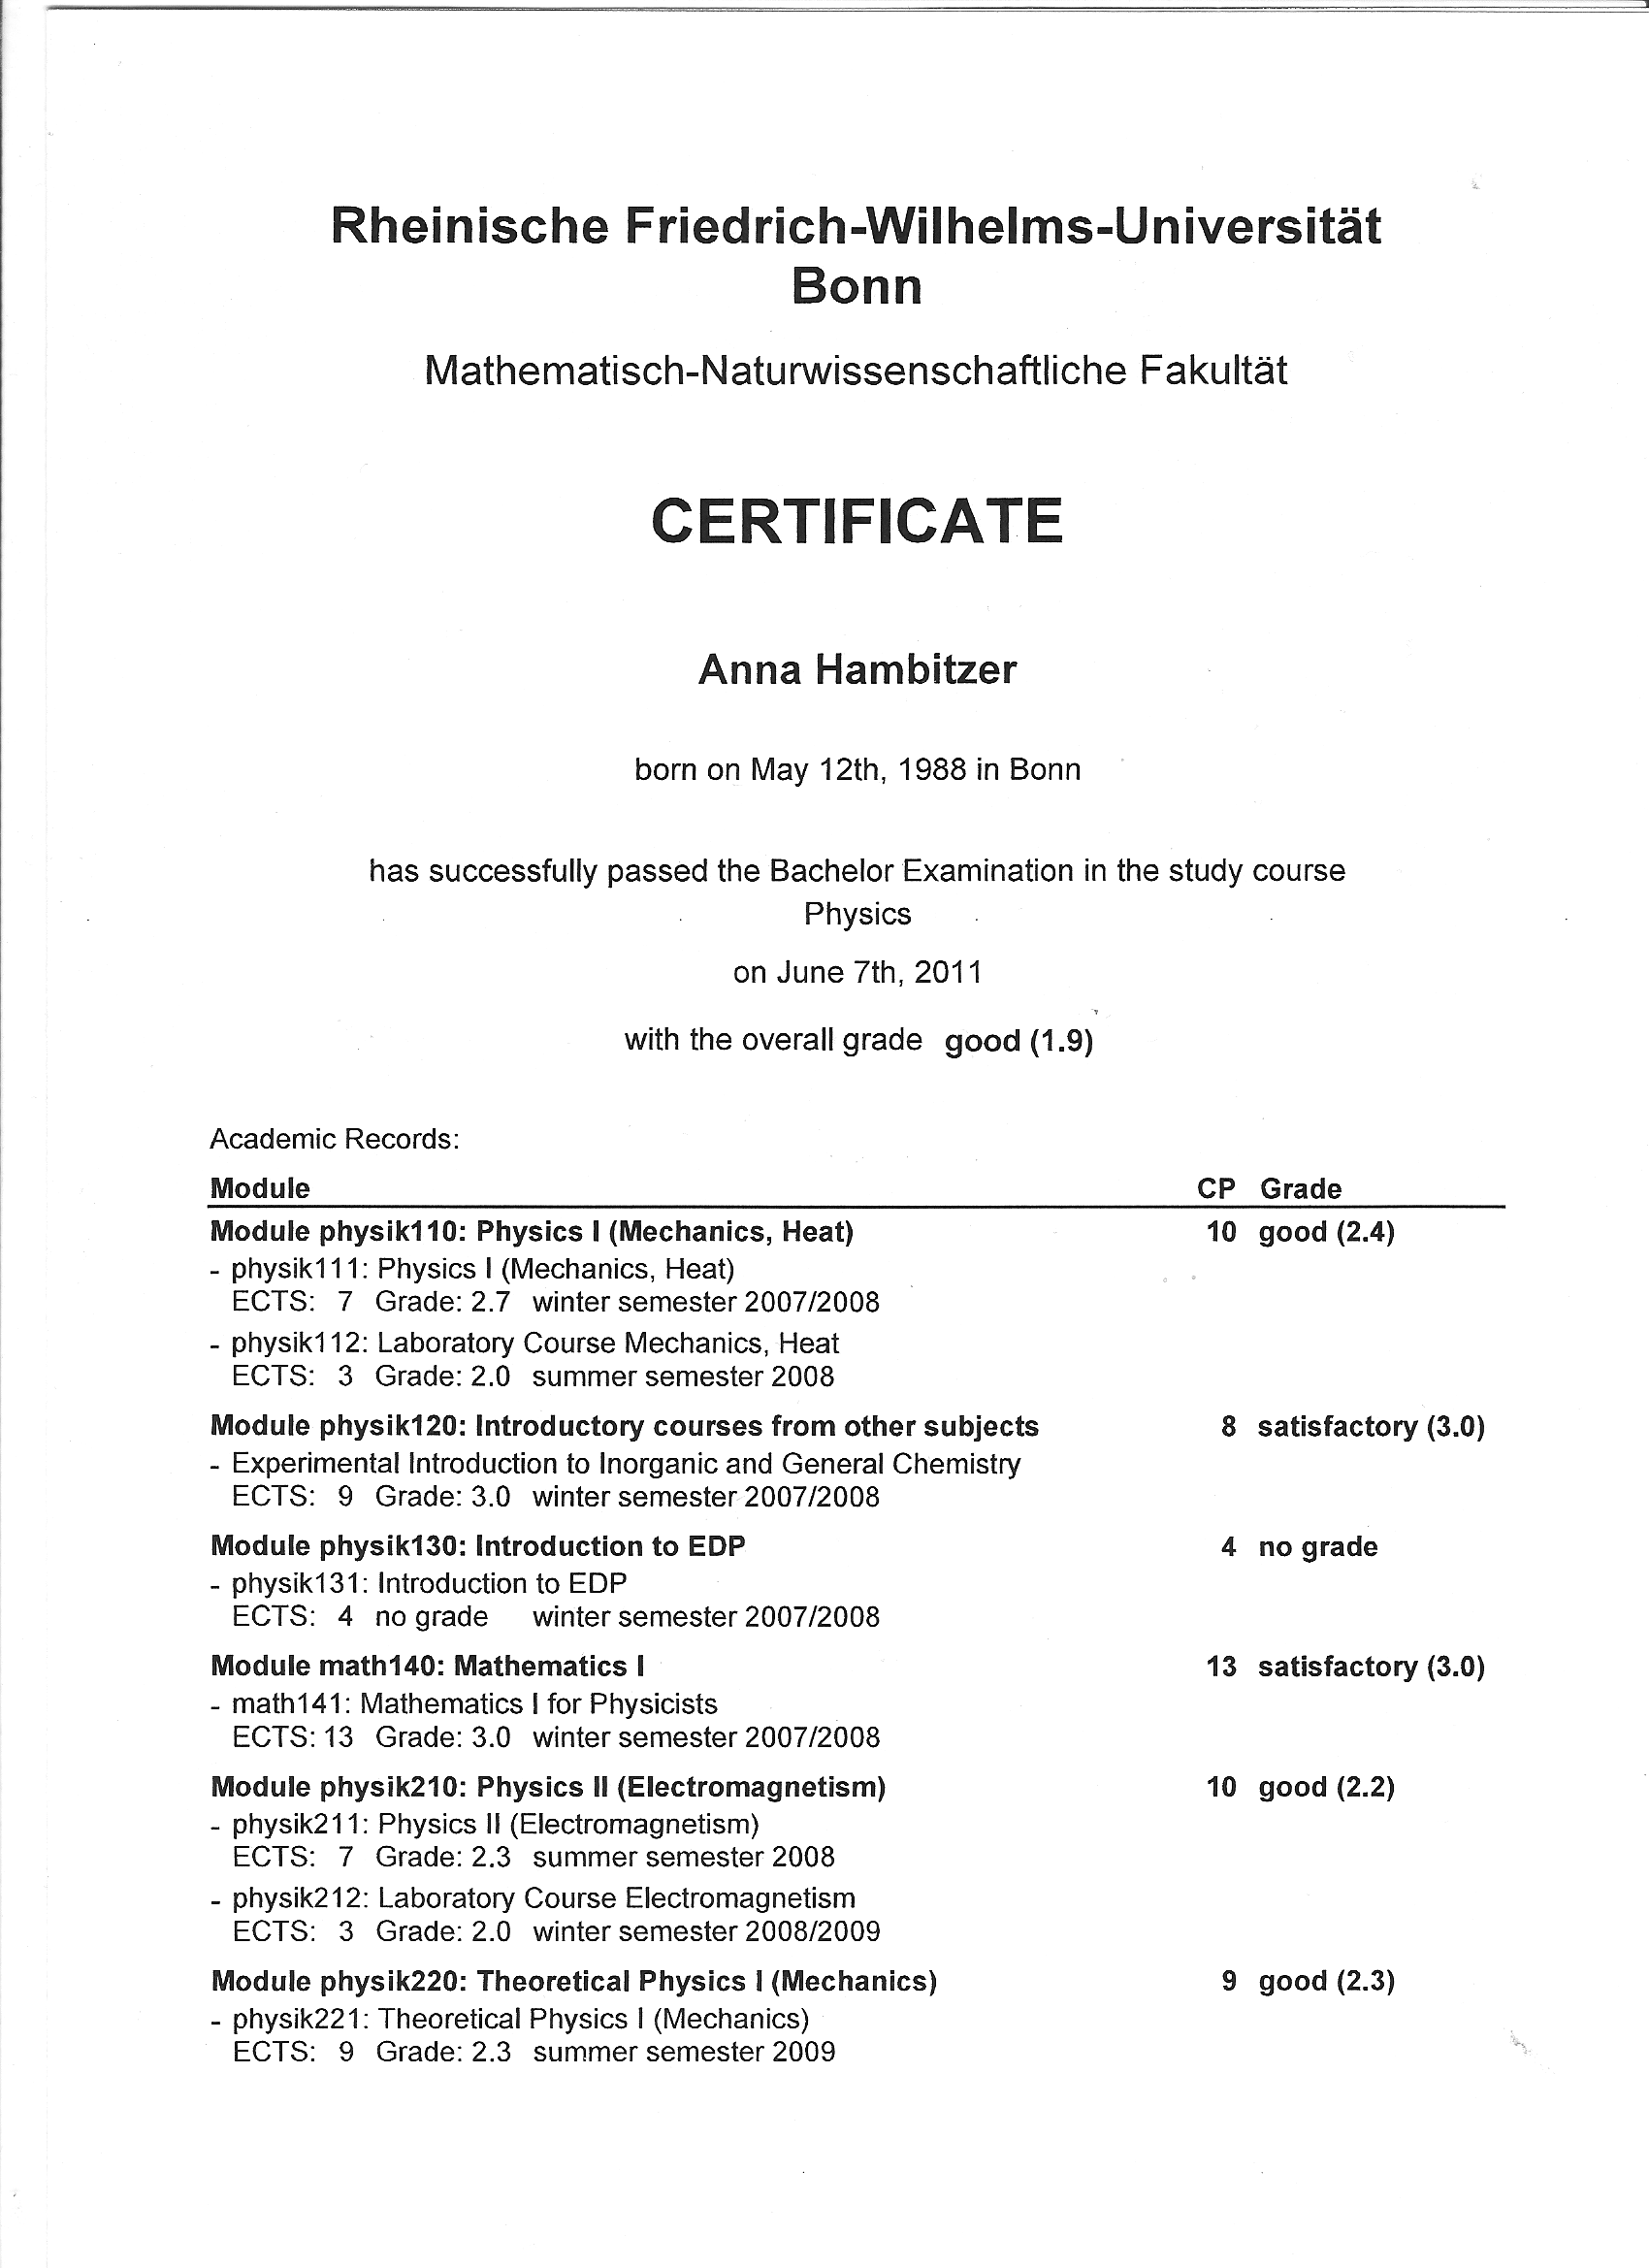 Rheinische Friedrich-Wilhelms-Universität
Bonn
Mathematisch-Naturwissenschaftliche Fakultät
CERTIFICATE
Anna Hambitzer
born on May 12th, 1988 in Bonn
has successfully passed the Bachelor Examination in the study course
Physics
on June 7th, 2011
with the overall grade good (1.9)
Academic Records:
Module CP Grade
Module physik110: Physics I (Mechanics, Heat) 10 good (2.4)
- physik111: Physics I (Mechanics, Heat)
ECTS: 7 Grade: 2.7 winter semester 2007/2008
- physik112: Laboratory Course Mechanics, Heat
ECTS: 3 Grade: 2.0 summer semester 2008
Module physik120: Introductory courses from other subjects 8 satisfactory (3.0)
- Experimental Introduction to Inorganic and General Chemistry
ECTS: 9 Grade: 3.0 winter semester 2007/2008
Module physik130: Introduction to EDP 4 no grade
- physik131: Introduction to EDP
ECTS: 4 no grade winter semester 2007/2008
Module math140: Mathematics I 13 satisfactory (3.0)
- math141: Mathematics I for Physicists
ECTS: 13 Grade: 3.0 winter semester 2007/2008
Module physik210: Physics II (Electromagnetism) 10 good (2.2)
- physik211: Physics II (Electromagnetism)
ECTS: 7 Grade: 2.3 summer semester 2008
- physik212: Laboratory Course Electromagnetism
ECTS: 3 Grade: 2.0 winter semester 2008/2009
Module physik220: Theoretical Physics I (Mechanics) 9 good (2.3)
- physik221: Theoretical Physics I (Mechanics)
ECTS: 9 Grade: 2.3 summer semester 2009